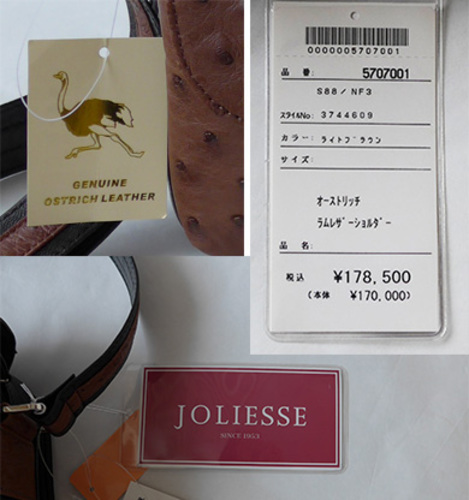 GENUINE
OSTRICH LEATHER
0000005707001
品 番: 5707001
S88/ NF3
スタイルNo: 3744609
カラー: ライトブラウン
サイズ:
オーストリッチ
ラムレザーショルダー
品 名:
税込 ¥178,500
(本体 ¥170,000)
JOLIESSE
SINCE 1953